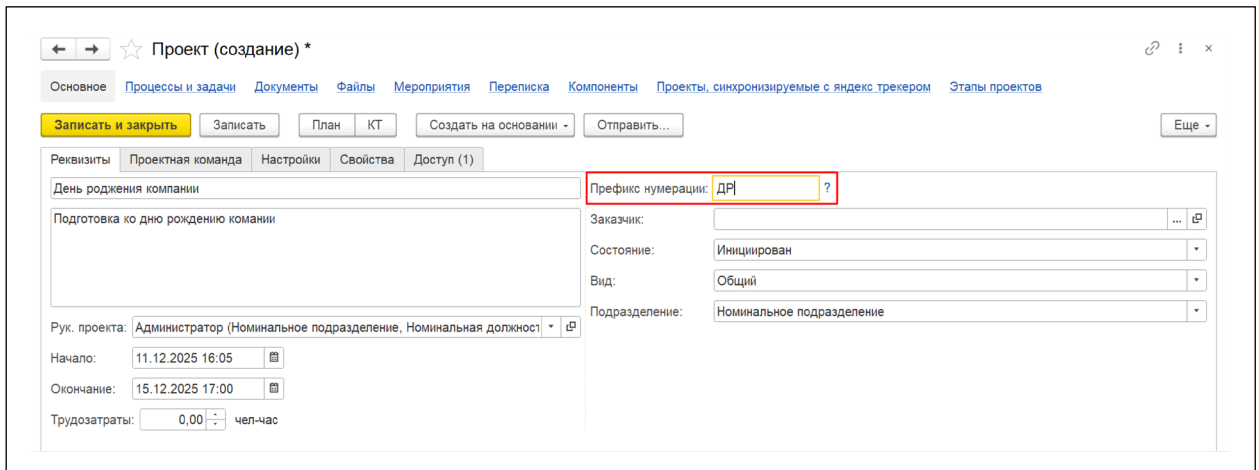 Проект (создание) *
Основное Процессы и задачи Документы Файлы Мероприятия Переписка Компоненты Проекты, синхронизируемые с яндекс трекером Этапы проектов
Записать и закрыть Записать План КТ Создать на основании Отправить... Еще
Реквизиты Проектная команда Настройки Свойства Доступ (1)
День роджения компании Префикс нумерации: ДР ?
Подготовка ко дню рождению комании Заказчик: ...
Состояние: Инициирован
Вид: Общий
Подразделение: Номинальное подразделение
Рук. проекта: Администратор (Номинальное подразделение, Номинальная должност
Начало: 11.12.2025 16:05
Окончание: 15.12.2025 17:00
Трудозатраты: 0,00 чел-час